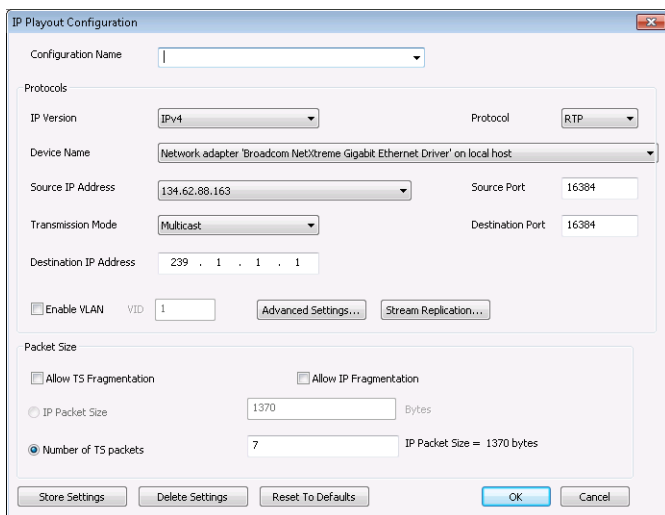 IP Playout Configuration
Configuration Name
Protocols
IP Version IPv4 Protocol RTP
Device Name Network adapter 'Broadcom NetXtreme Gigabit Ethernet Driver' on local host
Source IP Address 134.62.88.163 Source Port 16384
Transmission Mode Multicast Destination Port 16384
Destination IP Address 239 . 1 . 1 . 1
Enable VLAN VID 1 Advanced Settings... Stream Replication...
Packet Size
Allow TS Fragmentation Allow IP Fragmentation
IP Packet Size 1370 Bytes
Number of TS packets 7 IP Packet Size = 1370 bytes
Store Settings Delete Settings Reset To Defaults OK Cancel